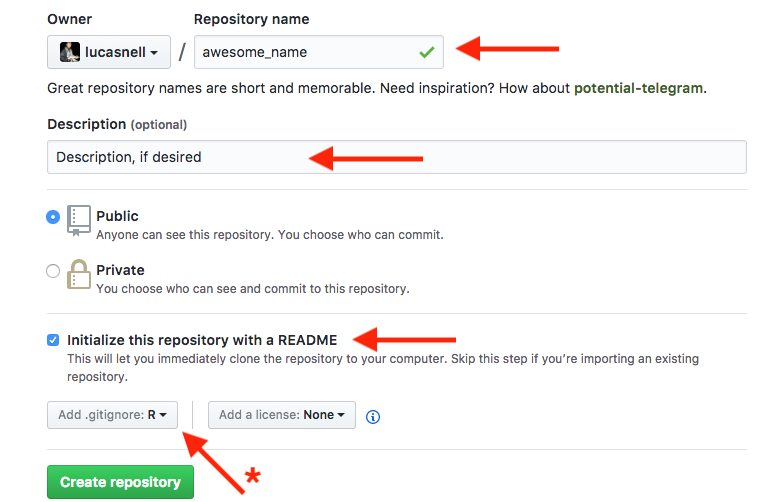 Owner Repository name
lucasnell / awesome_name
Great repository names are short and memorable. Need inspiration? How about potential-telegram.
Description (optional)
Description, if desired
Public
Anyone can see this repository. You choose who can commit.
Private
You choose who can see and commit to this repository.
Initialize this repository with a README
This will let you immediately clone the repository to your computer. Skip this step if you’re importing an existing
repository.
Add .gitignore: R Add a license: None
*
Create repository